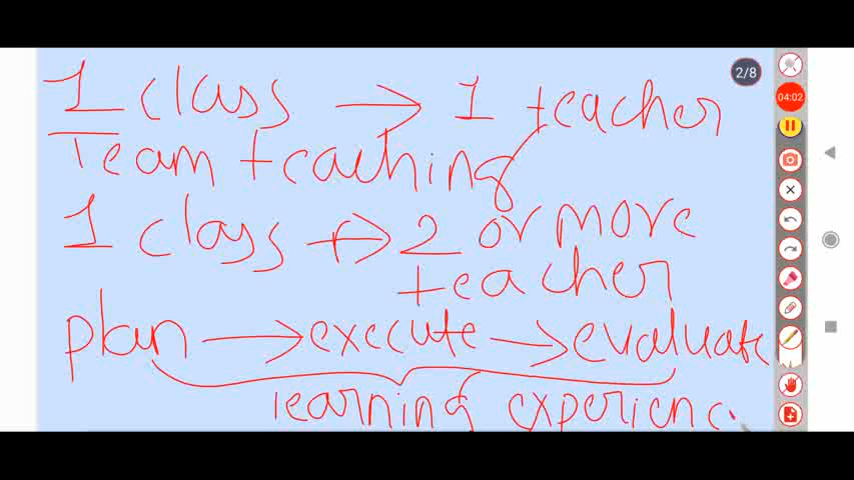 1 class → 1 teacher
Team teaching
1 class → 2 or more
teacher
plan → execute → evaluate
learning experienc
2/8
04:02